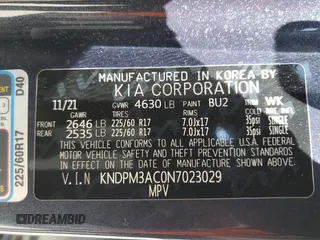 MANUFACTURED IN KOREA BY
KIA CORPORATION
11/21 GVWR 4630 LB PAINT BU2 TRIM WK
GAWR TIRES RIMS COLD
FRONT 2646 LB 225/60 R17 7.0JX17 35psi SINGLE
REAR 2535 LB 225/60 R17 7.0JX17 35psi SINGLE
THIS VEHICLE CONFORMS TO ALL APPLICABLE U.S.A. FEDERAL
MOTOR VEHICLE SAFETY AND THEFT PREVENTION STANDARDS
IN EFFECT ON THE DATE OF MANUFACTURE SHOWN ABOVE.
V.I.N KNDPM3AC0N7023029
MPV
225/60R17 D40
DREAMBID